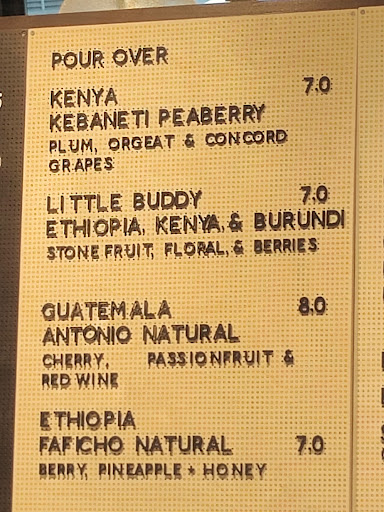 POUR OVER
KENYA 7.0
KEBANETI PEABERRY
PLUM, ORGEAT & CONCORD
GRAPES
LITTLE BUDDY 7.0
ETHIOPIA, KENYA, & BURUNDI
STONE FRUIT, FLORAL, & BERRIES
GUATEMALA 8.0
ANTONIO NATURAL
CHERRY, PASSIONFRUIT &
RED WINE
ETHIOPIA
FAFICHO NATURAL 7.0
BERRY, PINEAPPLE + HONEY